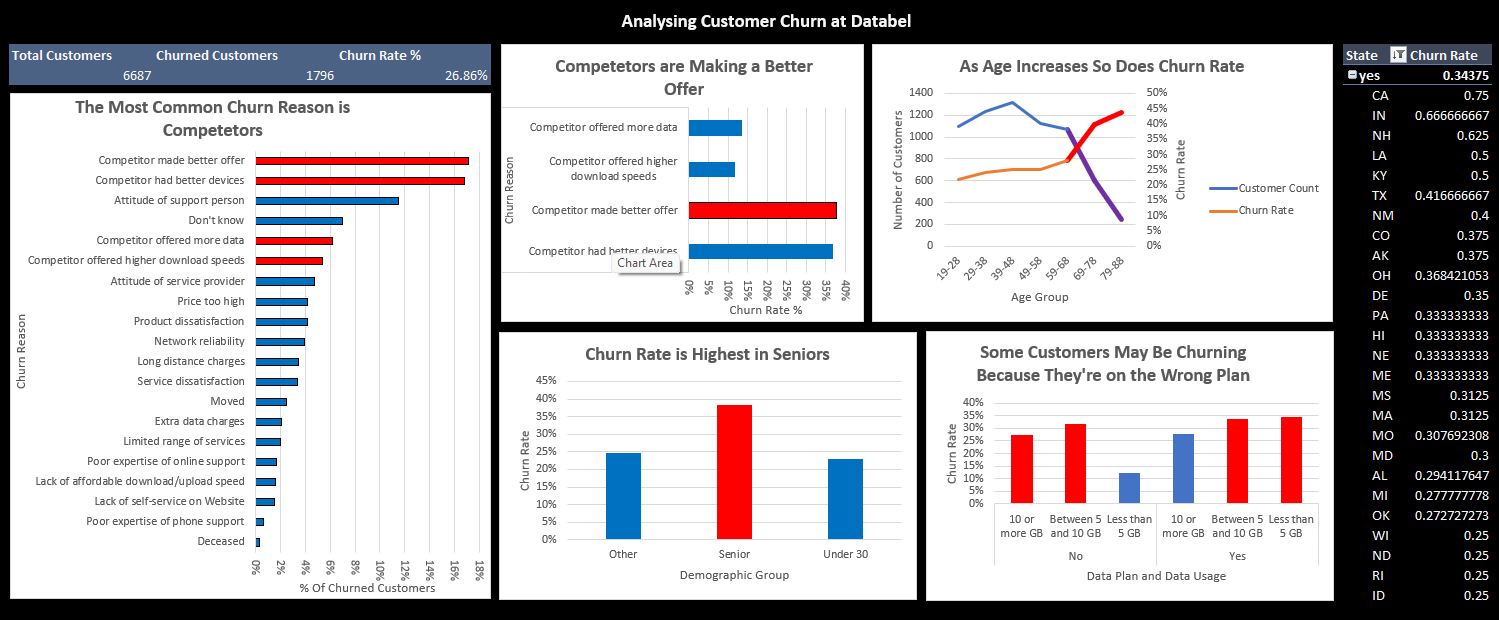 Analysing Customer Churn at Databel
Total Customers Churned Customers Churn Rate %
6687 1796 26.86%
The Most Common Churn Reason is
Competetors
Churn Reason
Competitor made better offer
Competitor had better devices
Attitude of support person
Don't know
Competitor offered more data
Competitor offered higher download speeds
Attitude of service provider
Price too high
Product dissatisfaction
Network reliability
Long distance charges
Service dissatisfaction
Moved
Extra data charges
Limited range of services
Poor expertise of online support
Lack of affordable download/upload speed
Lack of self-service on Website
Poor expertise of phone support
Deceased
0% 2% 4% 6% 8% 10% 12% 14% 16% 18%
% Of Churned Customers
Competetors are Making a Better
Offer
Churn Reason
Competitor offered more data
Competitor offered higher
download speeds
Competitor made better offer
Competitor had better devices
Chart Area
0% 5% 10% 15% 20% 25% 30% 35% 40%
Churn Rate %
As Age Increases So Does Churn Rate
Number of Customers
1400
1200
1000
800
600
400
200
0
50%
45%
40%
35%
30%
25%
20%
15%
10%
5%
0%
Churn Rate
19-28 29-38 39-48 49-58 59-68 69-78 79-88
Age Group
Customer Count
Churn Rate
Churn Rate is Highest in Seniors
Churn Rate
45%
40%
35%
30%
25%
20%
15%
10%
5%
0%
Other Senior Under 30
Demographic Group
Some Customers May Be Churning
Because They're on the Wrong Plan
Churn Rate
40%
35%
30%
25%
20%
15%
10%
5%
0%
10 or Between 5 Less than 10 or Between 5 Less than
more GB and 10 GB 5 GB more GB and 10 GB 5 GB
No Yes
Data Plan and Data Usage
State Churn Rate
yes 0.34375
CA 0.75
IN 0.666666667
NH 0.625
LA 0.5
KY 0.5
TX 0.416666667
NM 0.4
CO 0.375
AK 0.375
OH 0.368421053
DE 0.35
PA 0.333333333
HI 0.333333333
NE 0.333333333
ME 0.333333333
MS 0.3125
MA 0.3125
MO 0.307692308
MD 0.3
AL 0.294117647
MI 0.277777778
OK 0.272727273
WI 0.25
ND 0.25
RI 0.25
ID 0.25